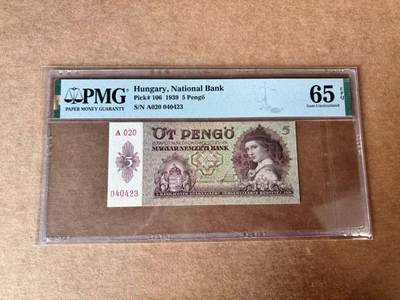 PMG
PAPER MONEY GUARANTY
Hungary, National Bank
Pick# 106 1939 5 Pengö
S/N A020 040423
65 EPQ
Gem Uncirculated
A 020
5
040423
ÖT PENGŐ
MAGYAR NEMZETI BANK
5